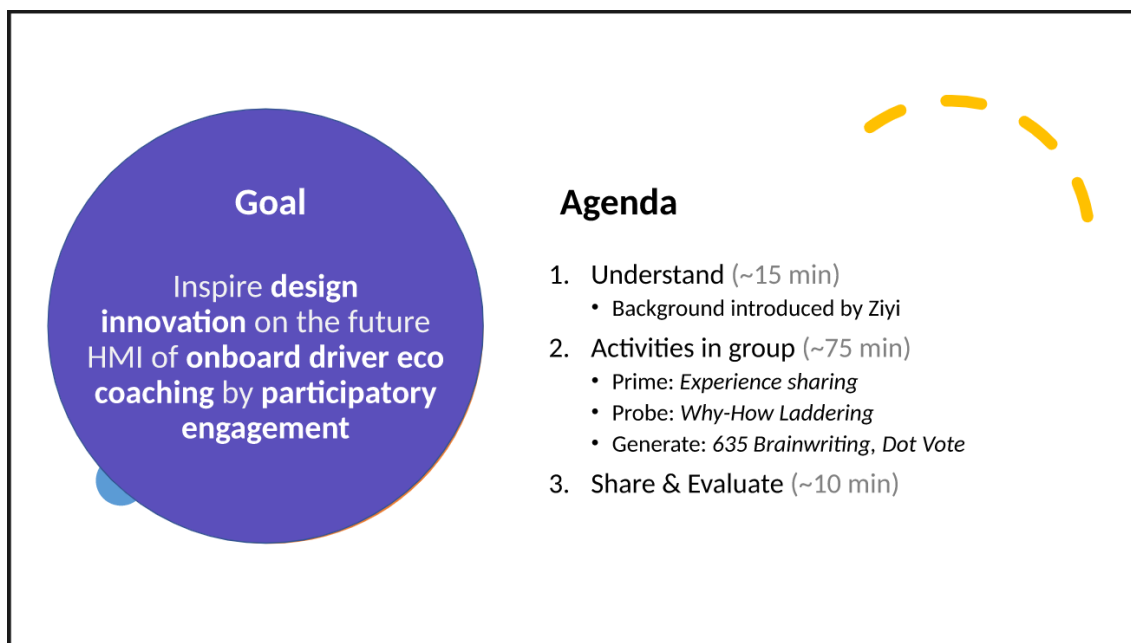 Goal
Inspire design
innovation on the future
HMI of onboard driver eco
coaching by participatory
engagement
Agenda
1. Understand (~15 min)
• Background introduced by Ziyi
2. Activities in group (~75 min)
• Prime: Experience sharing
• Probe: Why-How Laddering
• Generate: 635 Brainwriting, Dot Vote
3. Share & Evaluate (~10 min)